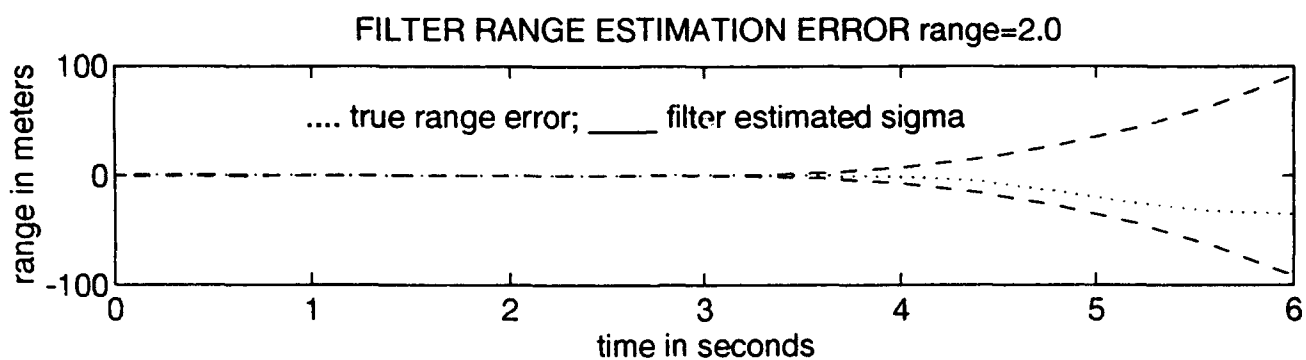 FILTER RANGE ESTIMATION ERROR range=2.0
100
.... true range error; ____ filter estimated sigma
range in meters
0
-100
0 1 2 3 4 5 6
time in seconds